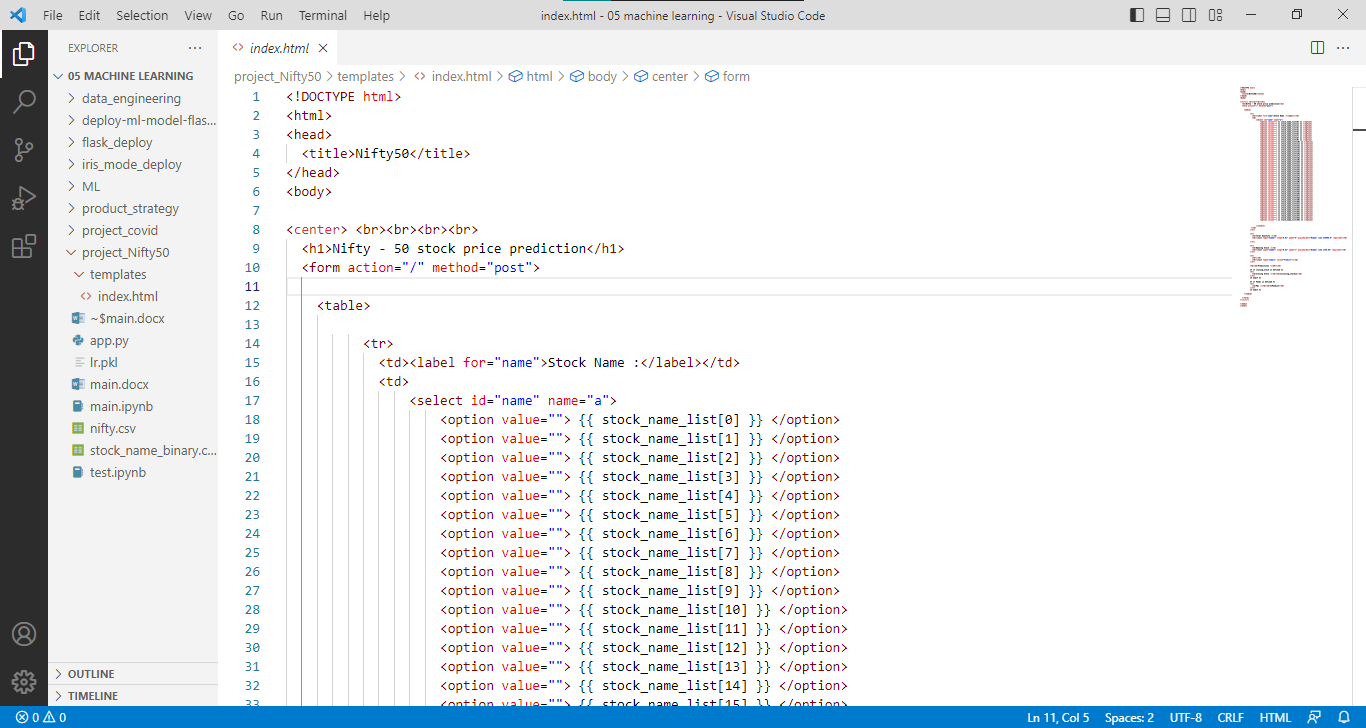 File Edit Selection View Go Run Terminal Help index.html - 05 machine learning - Visual Studio Code
EXPLORER
05 MACHINE LEARNING
data_engineering
deploy-ml-model-flas...
flask_deploy
iris_mode_deploy
ML
product_strategy
project_covid
project_Nifty50
templates
index.html
~$main.docx
app.py
lr.pkl
main.docx
main.ipynb
nifty.csv
stock_name_binary.c...
test.ipynb
OUTLINE
TIMELINE
index.html
project_Nifty50 > templates > index.html > html > body > center > form
1 <!DOCTYPE html>
2 <html>
3 <head>
4 <title>Nifty50</title>
5 </head>
6 <body>
7
8 <center> <br><br><br><br>
9 <h1>Nifty - 50 stock price prediction</h1>
10 <form action="/" method="post">
11
12 <table>
13
14 <tr>
15 <td><label for="name">Stock Name :</label></td>
16 <td>
17 <select id="name" name="a">
18 <option value=""> {{ stock_name_list[0] }} </option>
19 <option value=""> {{ stock_name_list[1] }} </option>
20 <option value=""> {{ stock_name_list[2] }} </option>
21 <option value=""> {{ stock_name_list[3] }} </option>
22 <option value=""> {{ stock_name_list[4] }} </option>
23 <option value=""> {{ stock_name_list[5] }} </option>
24 <option value=""> {{ stock_name_list[6] }} </option>
25 <option value=""> {{ stock_name_list[7] }} </option>
26 <option value=""> {{ stock_name_list[8] }} </option>
27 <option value=""> {{ stock_name_list[9] }} </option>
28 <option value=""> {{ stock_name_list[10] }} </option>
29 <option value=""> {{ stock_name_list[11] }} </option>
30 <option value=""> {{ stock_name_list[12] }} </option>
31 <option value=""> {{ stock_name_list[13] }} </option>
32 <option value=""> {{ stock_name_list[14] }} </option>
33 <option value=""> {{ stock_name_list[15] }} </option>
0 0 Ln 11, Col 5 Spaces: 2 UTF-8 CRLF HTML